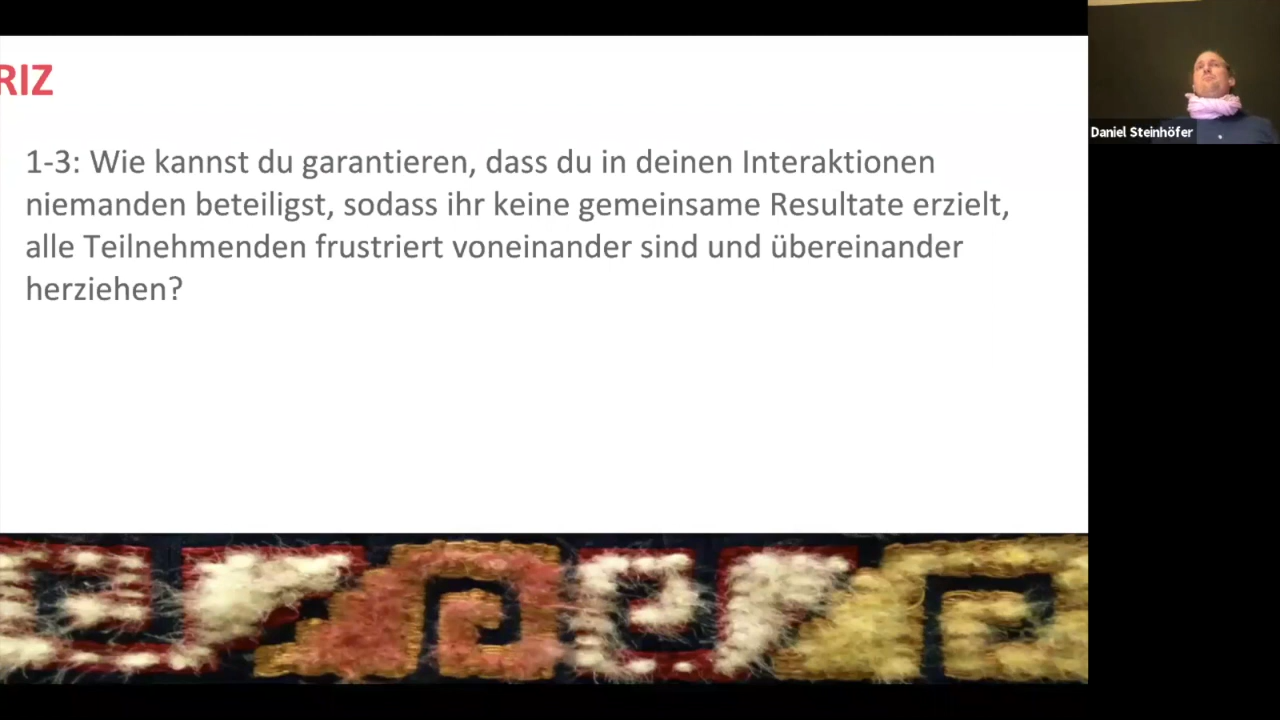 RIZ
1-3: Wie kannst du garantieren, dass du in deinen Interaktionen
niemanden beteiligst, sodass ihr keine gemeinsame Resultate erzielt,
alle Teilnehmenden frustriert voneinander sind und übereinander
herziehen?
Daniel Steinhöfer